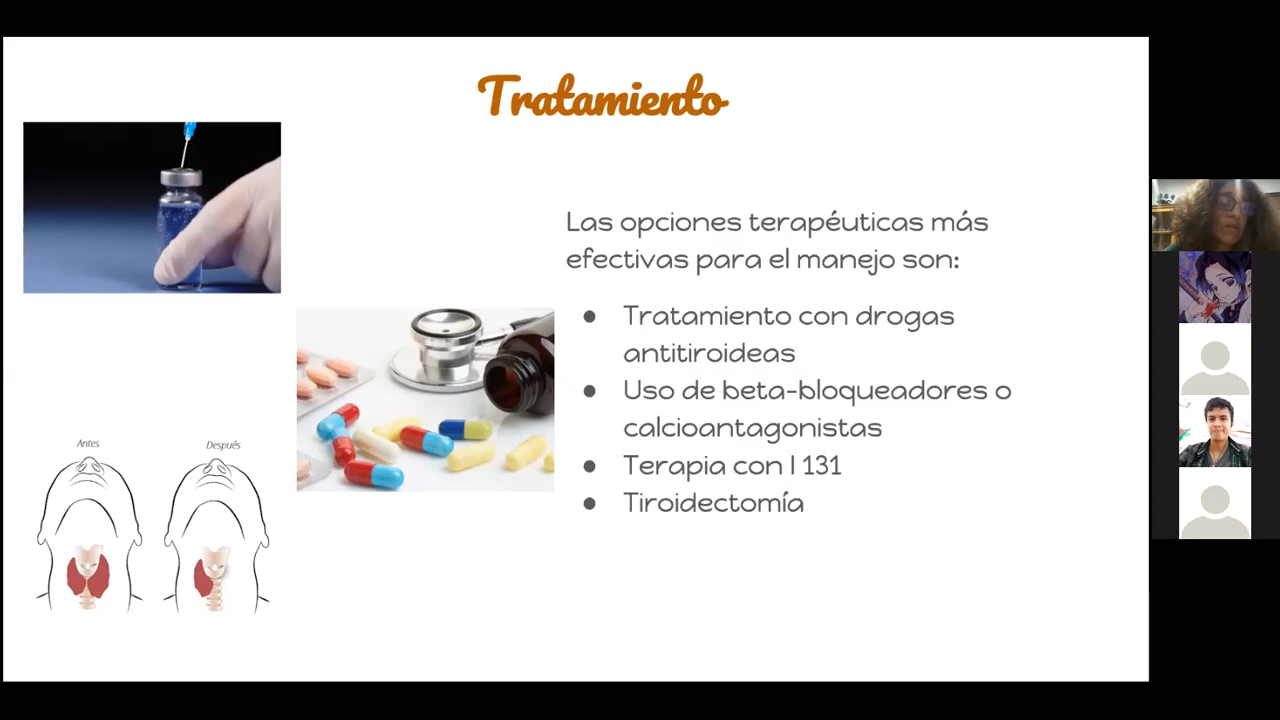 Tratamiento
Las opciones terapéuticas más
efectivas para el manejo son:
● Tratamiento con drogas
antitiroideas
● Uso de beta-bloqueadores o
calcioantagonistas
● Terapia con I 131
● Tiroidectomía
Antes
Después